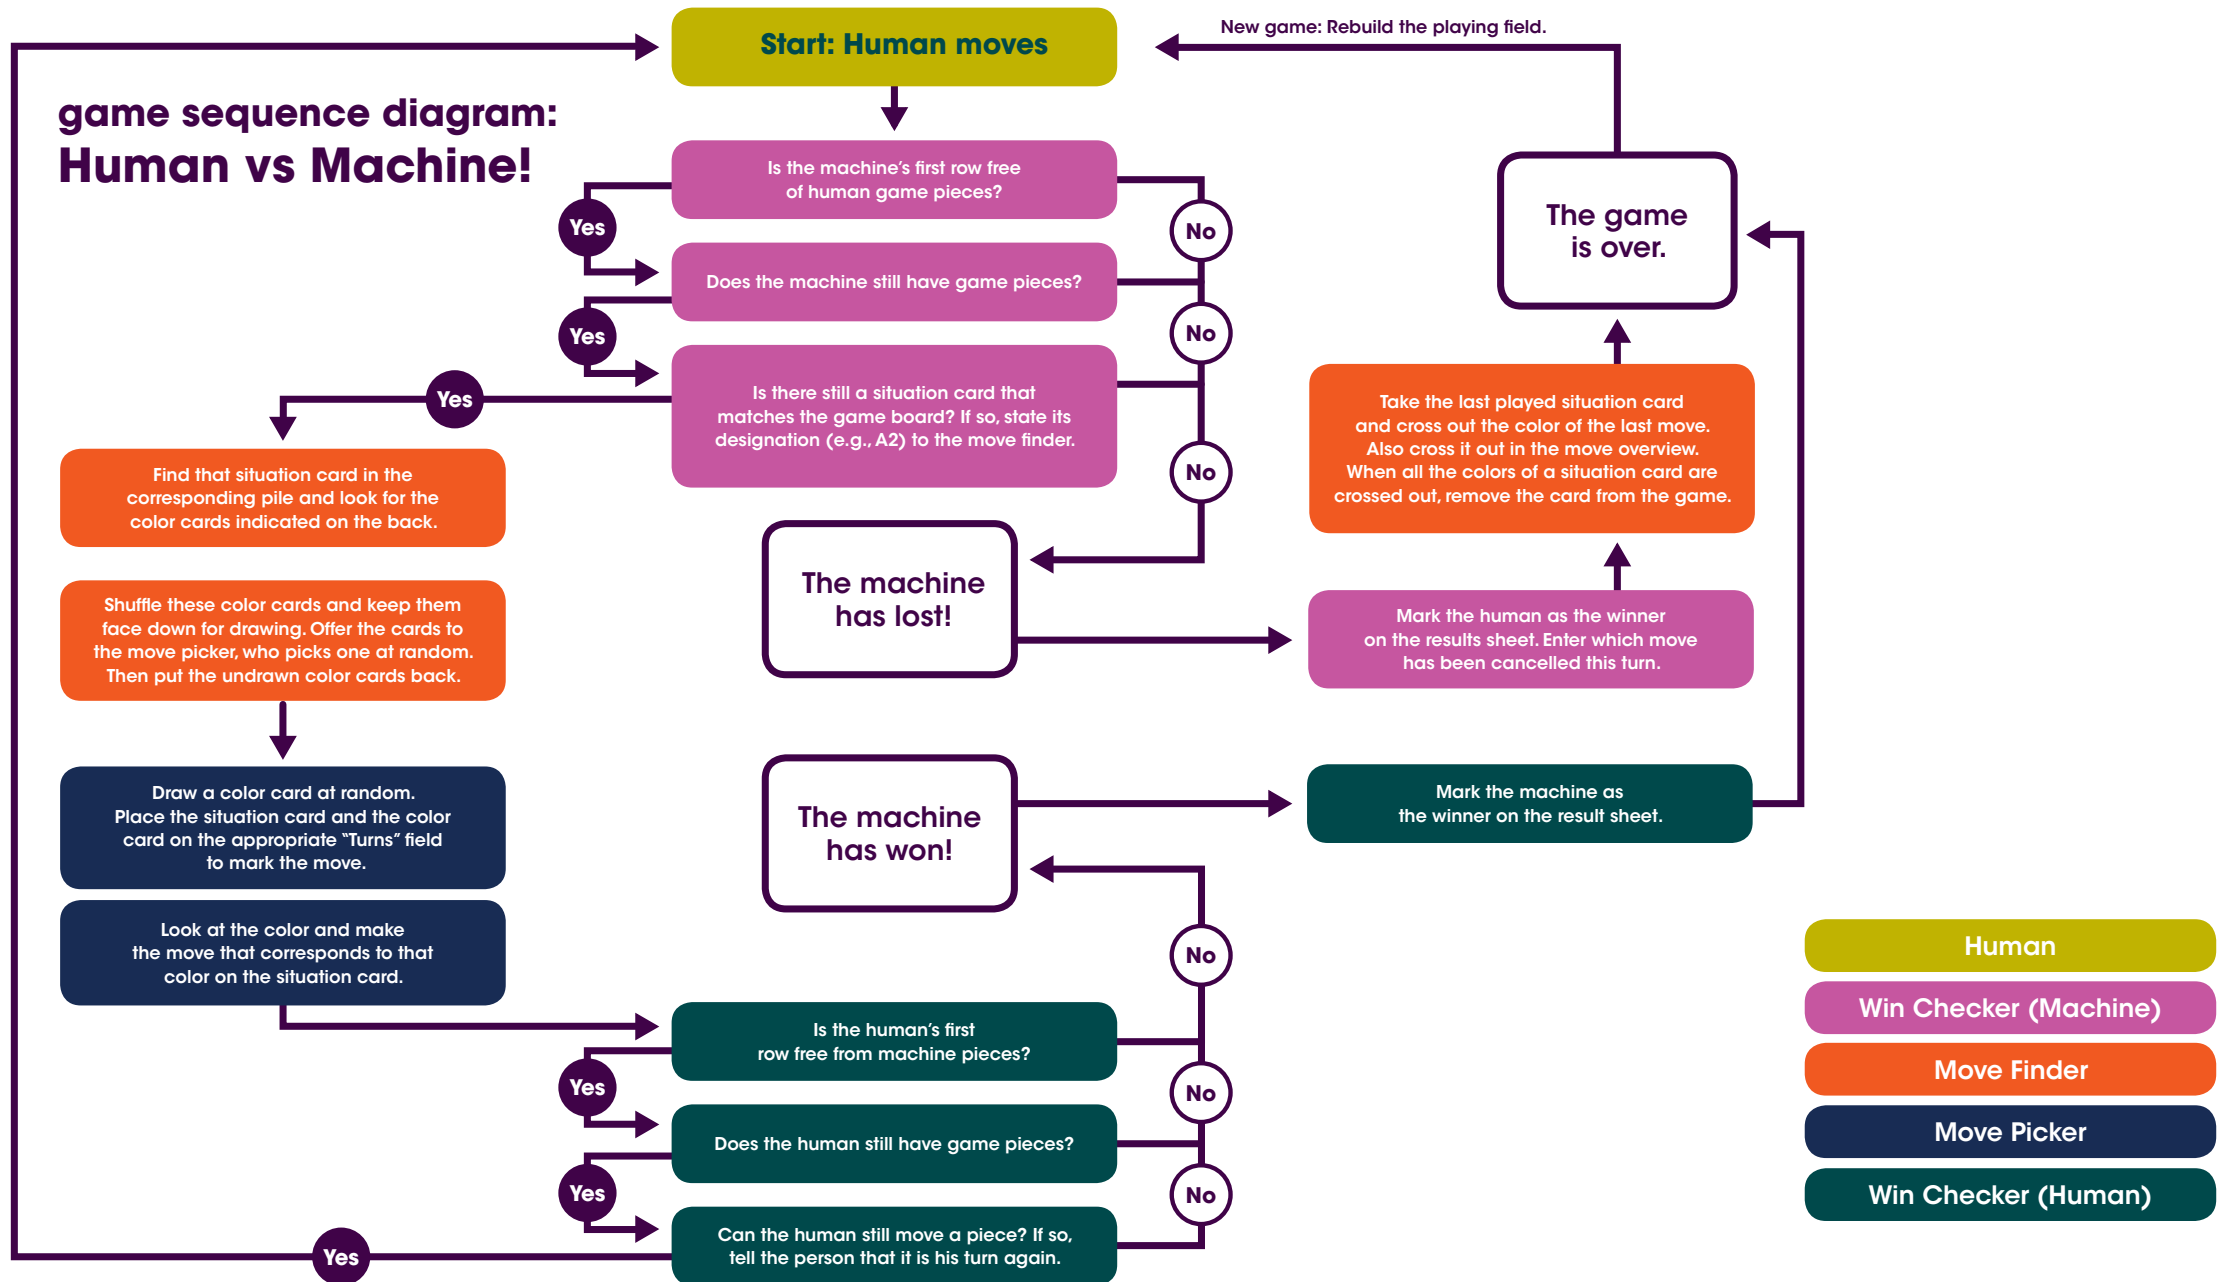 Start: Human moves
New game: Rebuild the playing field.
game sequence diagram:
Human vs Machine!
Is the machine's first row free
of human game pieces?
Yes
No
The game
is over.
Does the machine still have game pieces?
Yes
No
Is there still a situation card that
matches the game board? If so, state its
designation (e.g., A2) to the move finder.
Yes
No
Take the last played situation card
and cross out the color of the last move.
Also cross it out in the move overview.
When all the colors of a situation card are
crossed out, remove the card from the game.
Find that situation card in the
corresponding pile and look for the
color cards indicated on the back.
The machine
has lost!
Shuffle these color cards and keep them
face down for drawing. Offer the cards to
the move picker, who picks one at random.
Then put the undrawn color cards back.
Mark the human as the winner
on the results sheet. Enter which move
has been cancelled this turn.
Draw a color card at random.
Place the situation card and the color
card on the appropriate "Turns" field
to mark the move.
The machine
has won!
Mark the machine as
the winner on the result sheet.
Look at the color and make
the move that corresponds to that
color on the situation card.
No
Is the human's first
row free from machine pieces?
Yes
No
Does the human still have game pieces?
Yes
No
Can the human still move a piece? If so,
tell the person that it is his turn again.
Yes
Human
Win Checker (Machine)
Move Finder
Move Picker
Win Checker (Human)